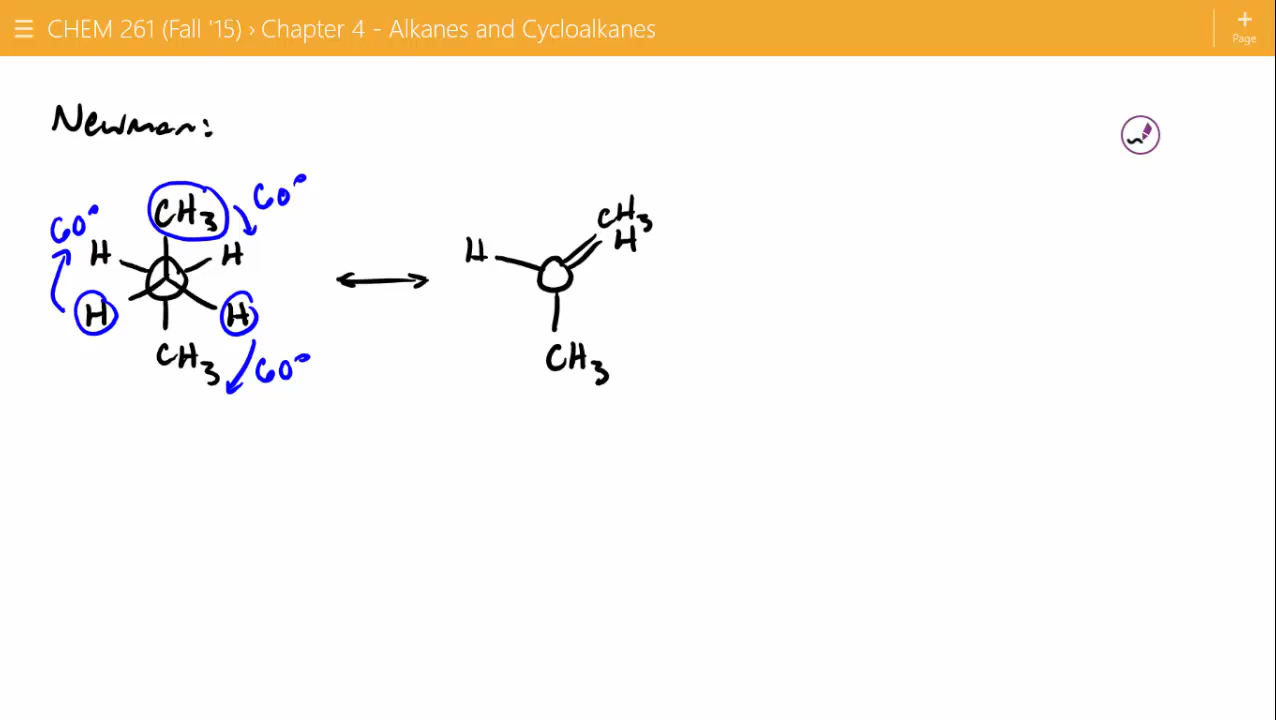 CHEM 261 (Fall '15) › Chapter 4 - Alkanes and Cycloalkanes
+
Page
Newman:
60°
CH3
60°
H
H
H
H
CH3
60°
CH3
H
H
CH3